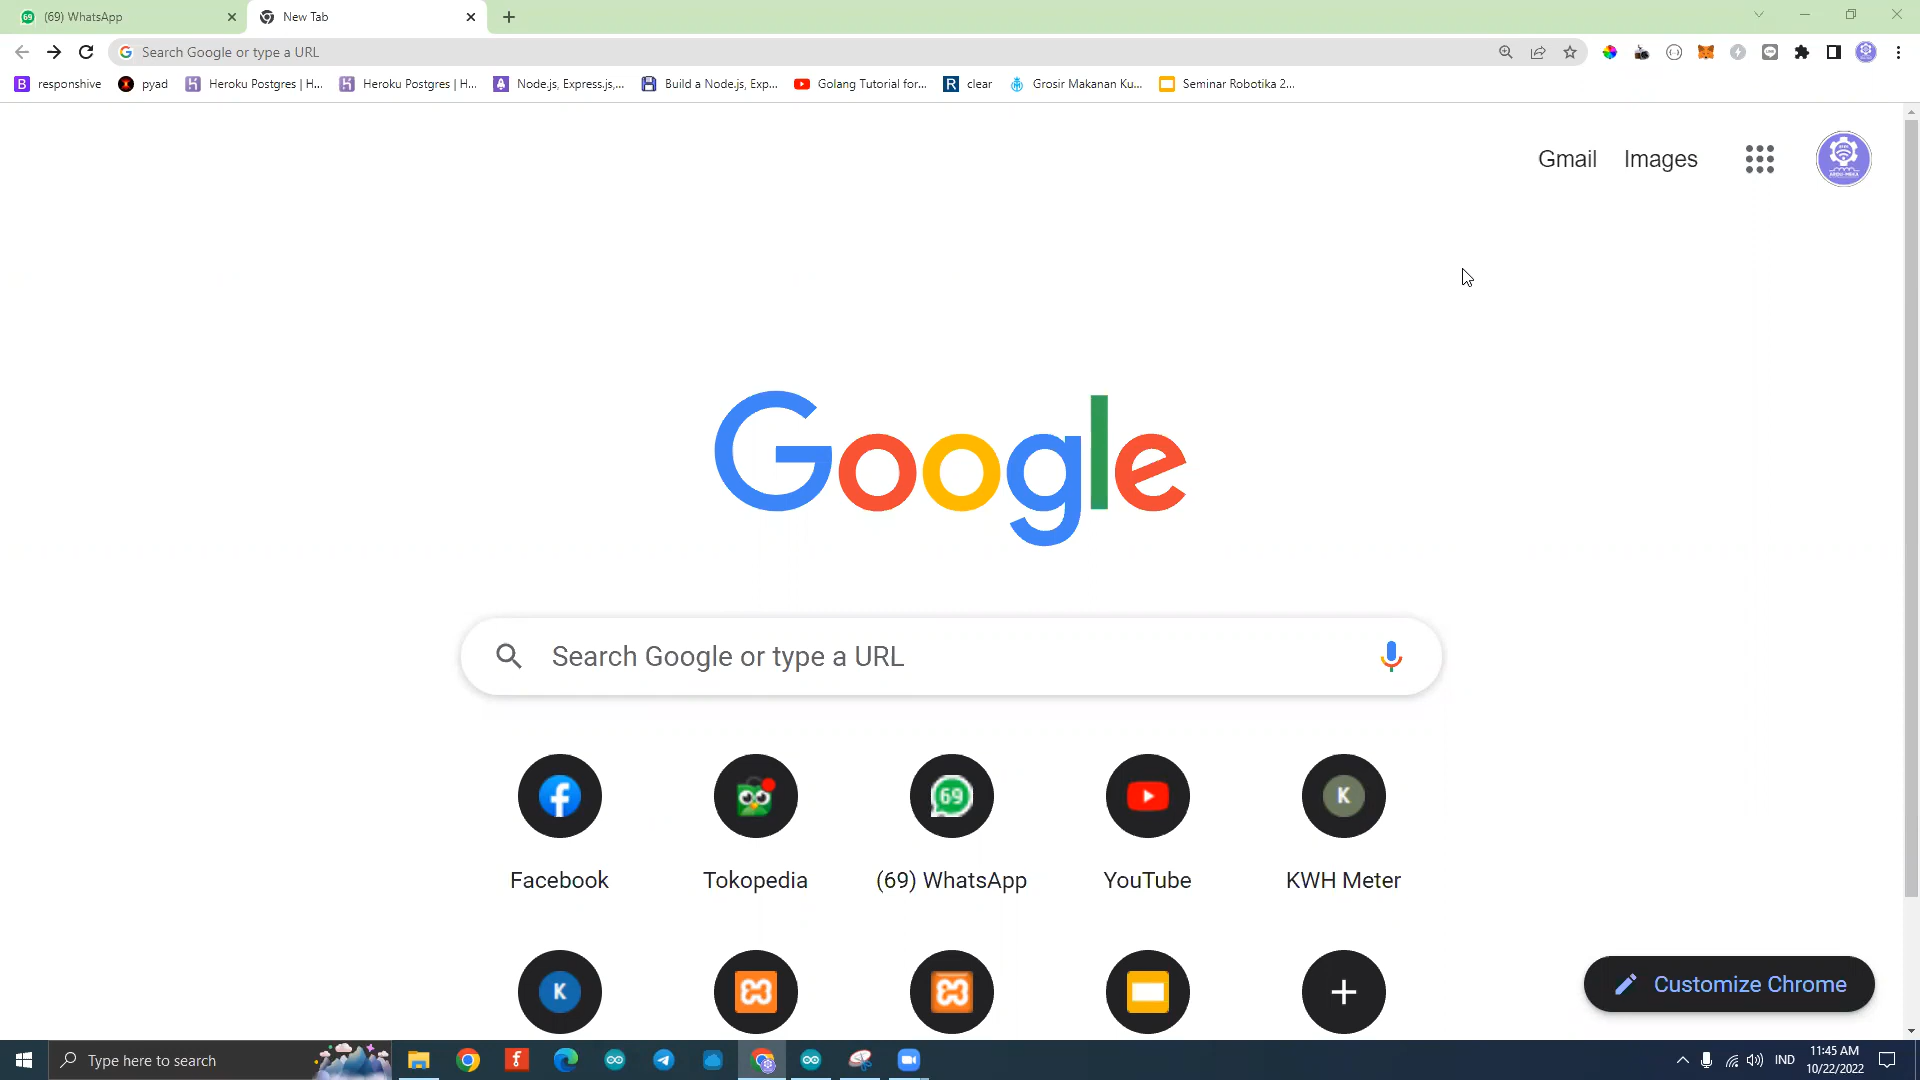 (69) WhatsApp
New Tab
Search Google or type a URL
responshive
pyad
Heroku Postgres | H...
Heroku Postgres | H...
Node.js, Express.js,...
Build a Node.js, Exp...
Golang Tutorial for...
R clear
Grosir Makanan Ku...
Seminar Robotika 2...
Gmail
Images
Google
Search Google or type a URL
69
K
Facebook
Tokopedia
(69) WhatsApp
YouTube
KWH Meter
K
Customize Chrome
Type here to search
IND
11:45 AM
10/22/2022